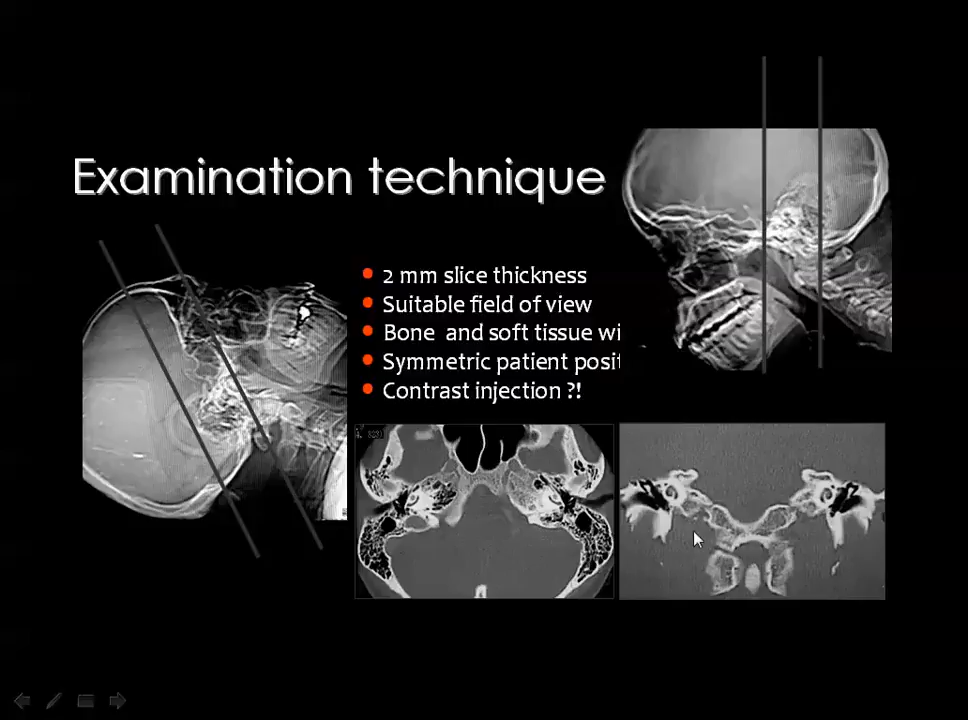 Examination technique
2 mm slice thickness
Suitable field of view
Bone and soft tissue wi
Symmetric patient posit
Contrast injection ?!